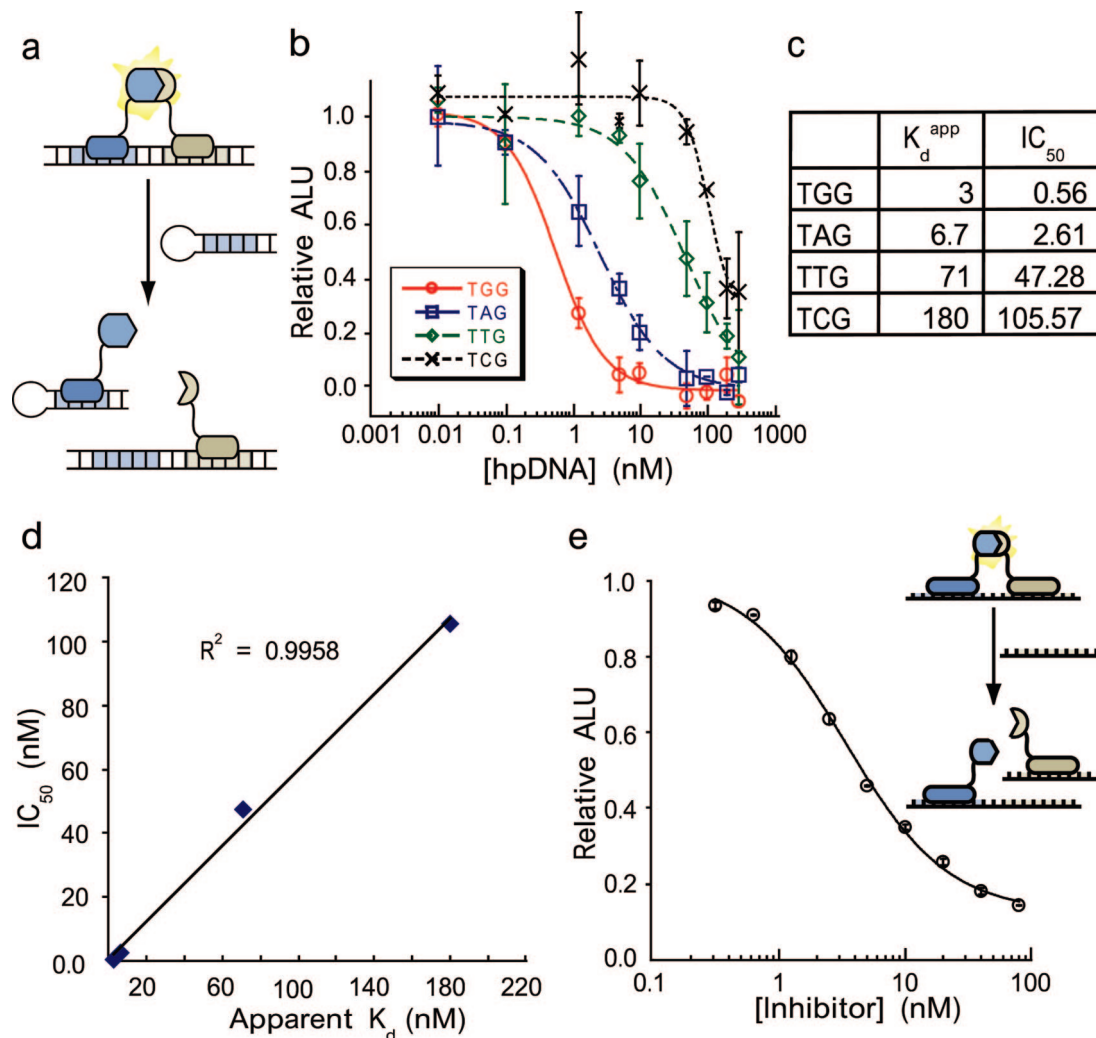 a
b
Relative ALU
1.0
0.8
0.6
0.4
0.2
0.0
TGG
TAG
TTG
TCG
0.001 0.01 0.1 1 10 100 1000
[hpDNA] (nM)
c
K_d^app IC_50
TGG 3 0.56
TAG 6.7 2.61
TTG 71 47.28
TCG 180 105.57
d
IC_50 (nM)
120
100
80
60
40
20
0.0
R^2 = 0.9958
20 60 100 140 180 220
Apparent K_d (nM)
e
Relative ALU
1.0
0.8
0.6
0.4
0.2
0.0
0.1 1 10 100
[Inhibitor] (nM)